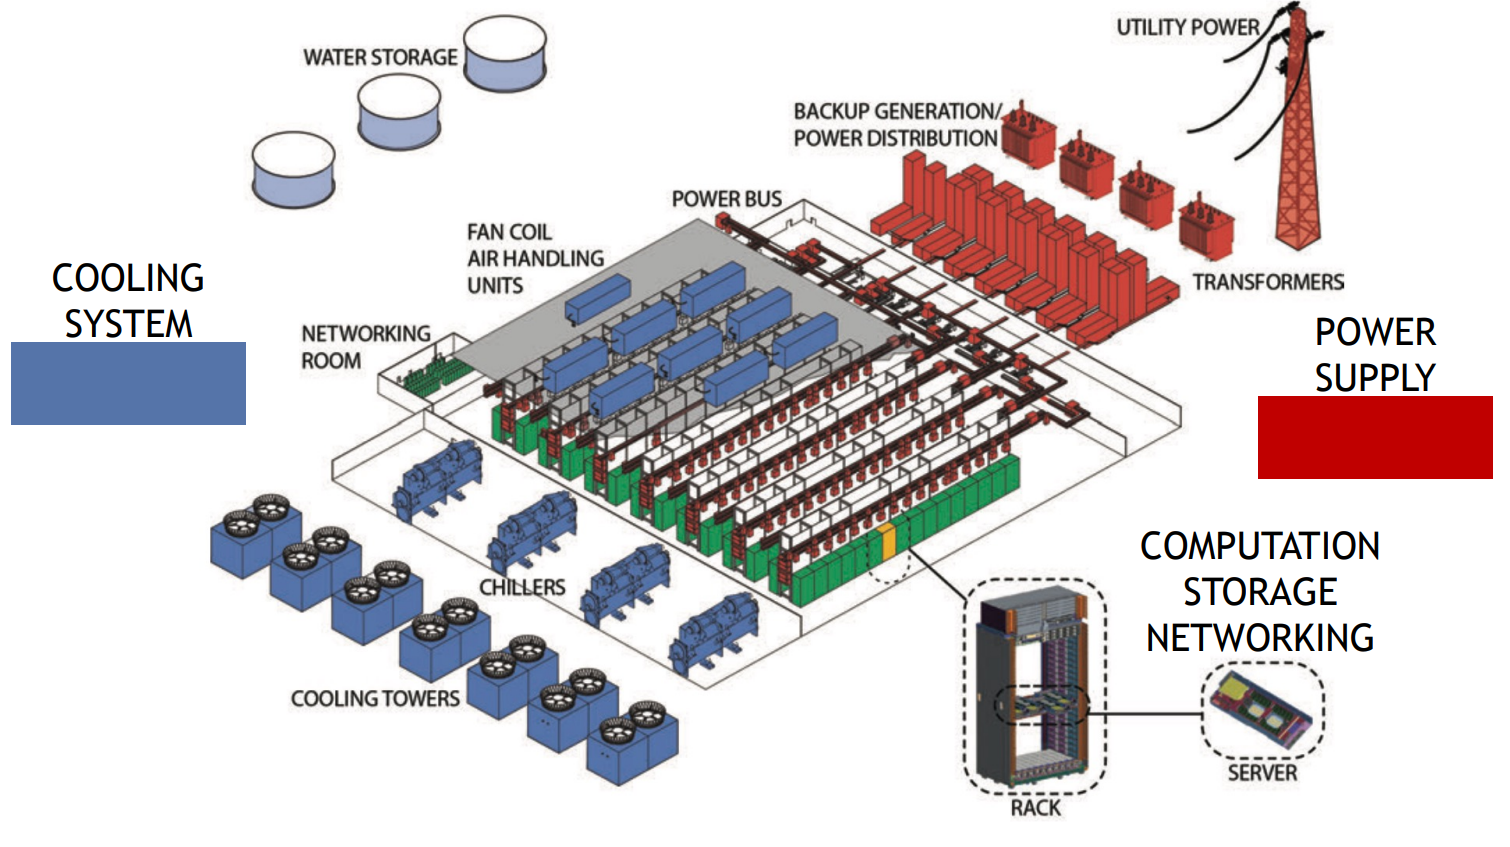 WATER STORAGE
UTILITY POWER
BACKUP GENERATION/
POWER DISTRIBUTION
POWER BUS
FAN COIL
AIR HANDLING
UNITS
TRANSFORMERS
COOLING
SYSTEM
NETWORKING
ROOM
POWER
SUPPLY
CHILLERS
COMPUTATION
STORAGE
NETWORKING
COOLING TOWERS
SERVER
RACK